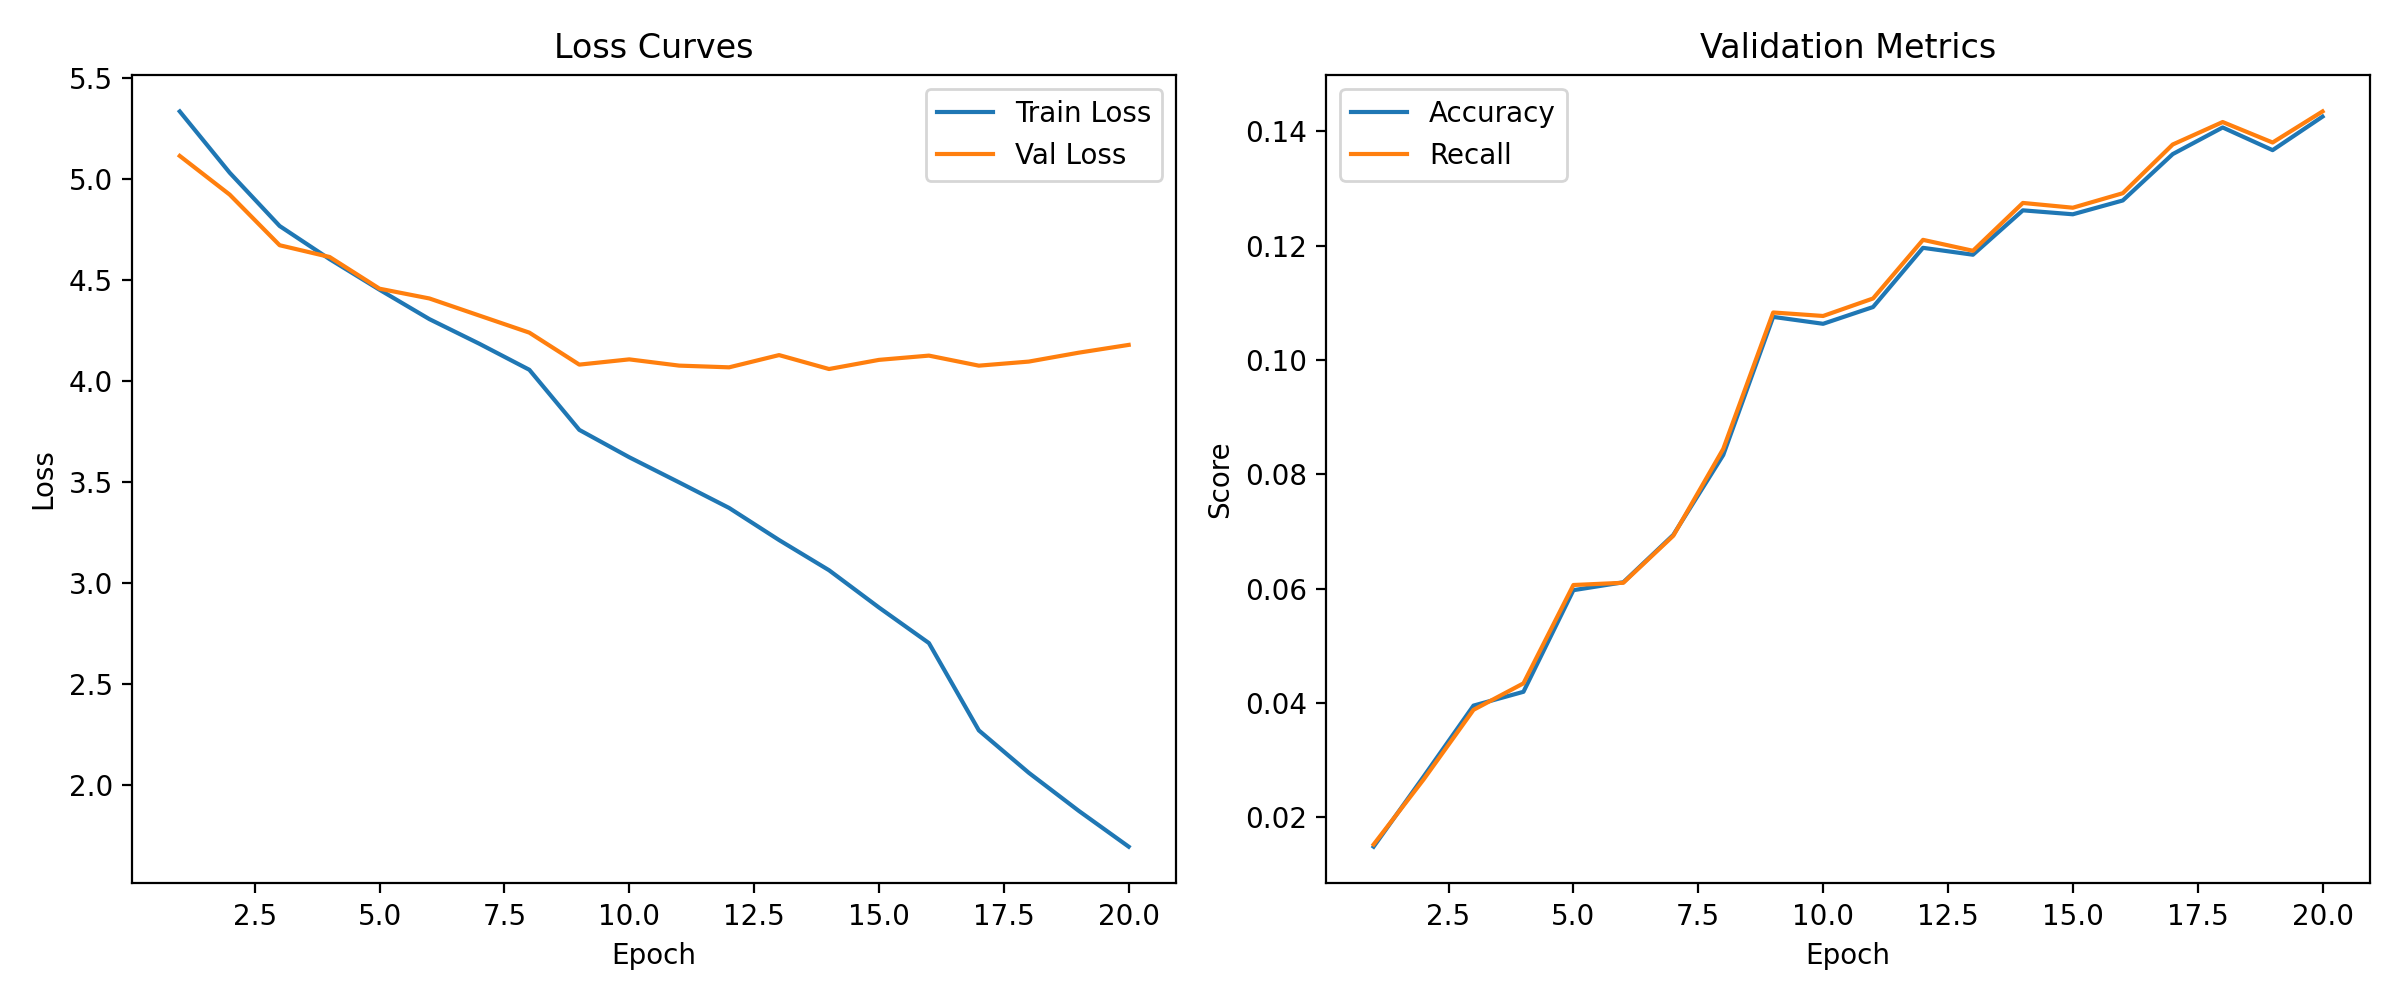 Loss Curves
5.5
5.0
4.5
4.0
3.5
3.0
2.5
2.0
Loss
Train Loss
Val Loss
2.5 5.0 7.5 10.0 12.5 15.0 17.5 20.0
Epoch
Validation Metrics
0.14
0.12
0.10
0.08
0.06
0.04
0.02
Score
Accuracy
Recall
2.5 5.0 7.5 10.0 12.5 15.0 17.5 20.0
Epoch